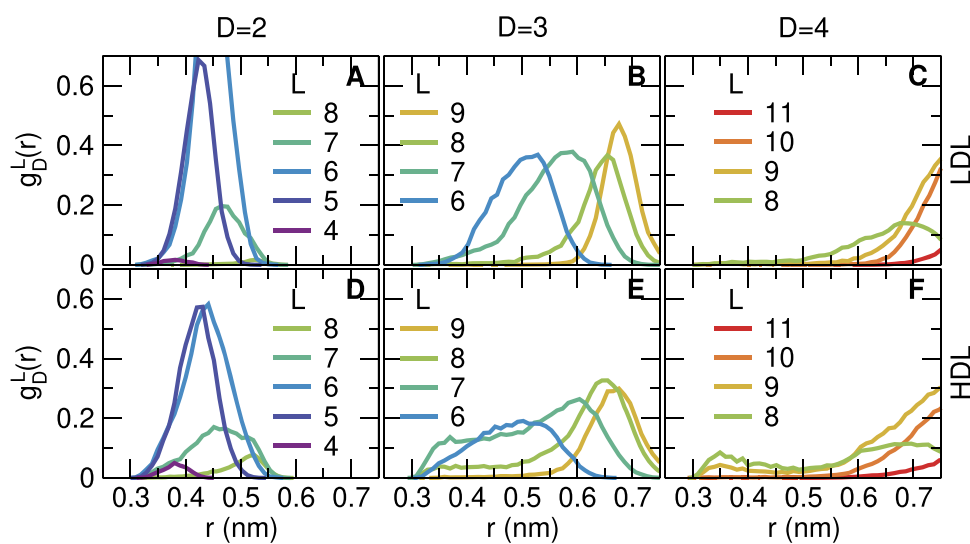 D=2 D=3 D=4
A B C
L L L
8 9 11
7 8 10
6 7 9
5 6 8
4
0.6
0.4
0.2
0
g_D^L(r)
LDL
D E F
L L L
8 9 11
7 8 10
6 7 9
5 6 8
4
0.6
0.4
0.2
0
g_D^L(r)
HDL
0.3 0.4 0.5 0.6 0.7 0.3 0.4 0.5 0.6 0.7 0.3 0.4 0.5 0.6 0.7
r (nm) r (nm) r (nm)